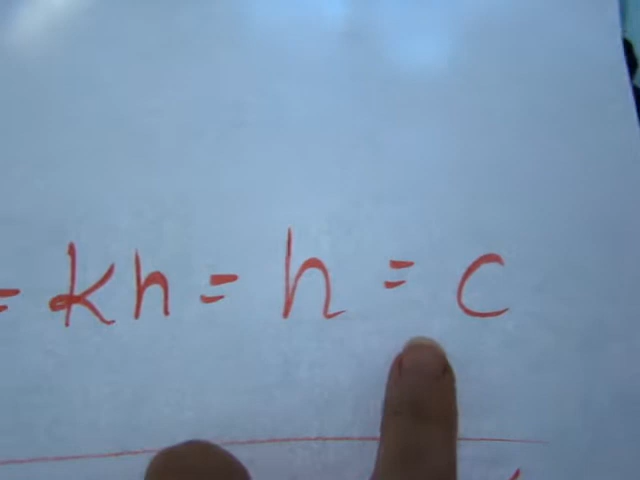 = kh = h = c